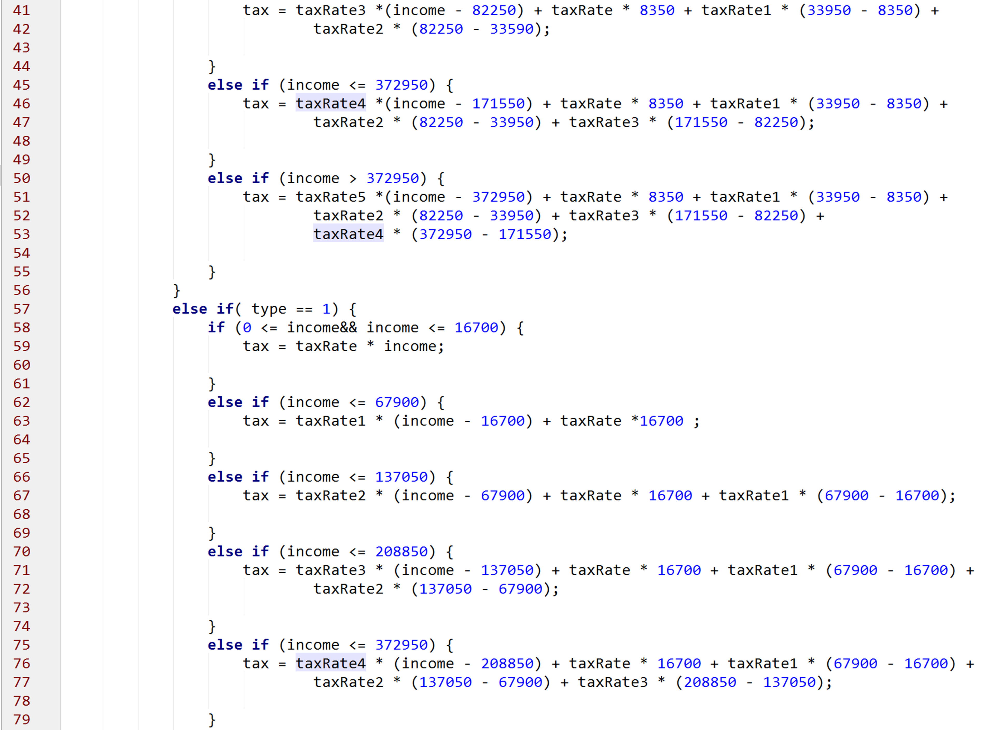 41 tax = taxRate3 *(income - 82250) + taxRate * 8350 + taxRate1 * (33950 - 8350) +
42 taxRate2 * (82250 - 33590);
43
44 }
45 else if (income <= 372950) {
46 tax = taxRate4 *(income - 171550) + taxRate * 8350 + taxRate1 * (33950 - 8350) +
47 taxRate2 * (82250 - 33950) + taxRate3 * (171550 - 82250);
48
49 }
50 else if (income > 372950) {
51 tax = taxRate5 *(income - 372950) + taxRate * 8350 + taxRate1 * (33950 - 8350) +
52 taxRate2 * (82250 - 33950) + taxRate3 * (171550 - 82250) +
53 taxRate4 * (372950 - 171550);
54
55 }
56 }
57 else if( type == 1) {
58 if (0 <= income&& income <= 16700) {
59 tax = taxRate * income;
60
61 }
62 else if (income <= 67900) {
63 tax = taxRate1 * (income - 16700) + taxRate *16700 ;
64
65 }
66 else if (income <= 137050) {
67 tax = taxRate2 * (income - 67900) + taxRate * 16700 + taxRate1 * (67900 - 16700);
68
69 }
70 else if (income <= 208850) {
71 tax = taxRate3 * (income - 137050) + taxRate * 16700 + taxRate1 * (67900 - 16700) +
72 taxRate2 * (137050 - 67900);
73
74 }
75 else if (income <= 372950) {
76 tax = taxRate4 * (income - 208850) + taxRate * 16700 + taxRate1 * (67900 - 16700) +
77 taxRate2 * (137050 - 67900) + taxRate3 * (208850 - 137050);
78
79 }